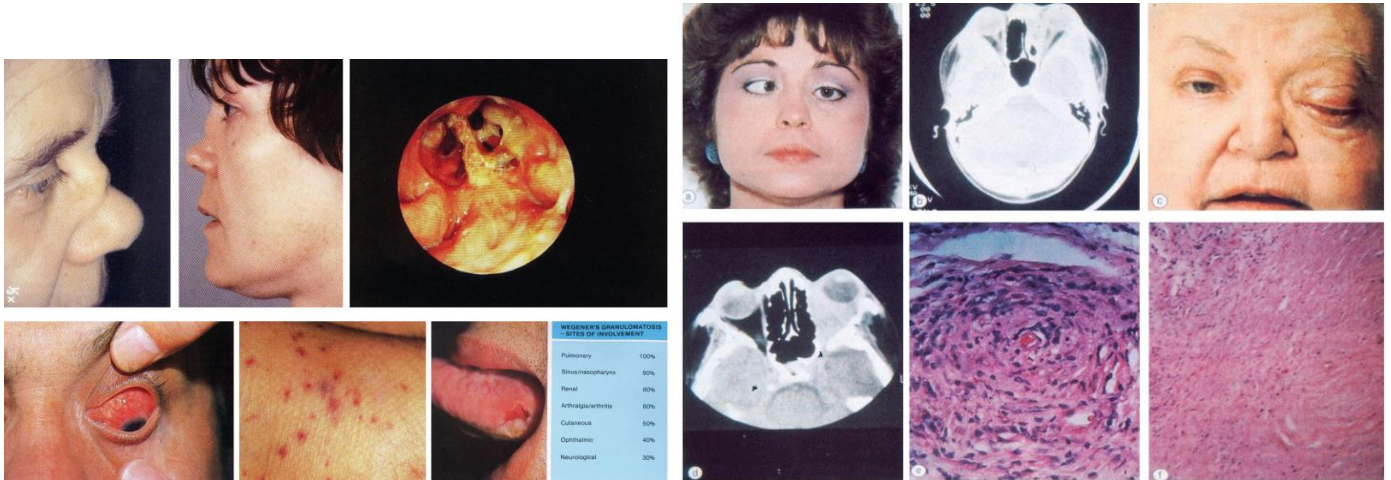 a
b
c
WEGENER'S GRANULOMATOSIS
– SITES OF INVOLVEMENT
Pulmonary 100%
Sinus/nasopharynx 90%
Renal 80%
Arthralgia/arthritis 60%
Cutaneous 50%
Ophthalmic 40%
Neurological 30%
d
e
f